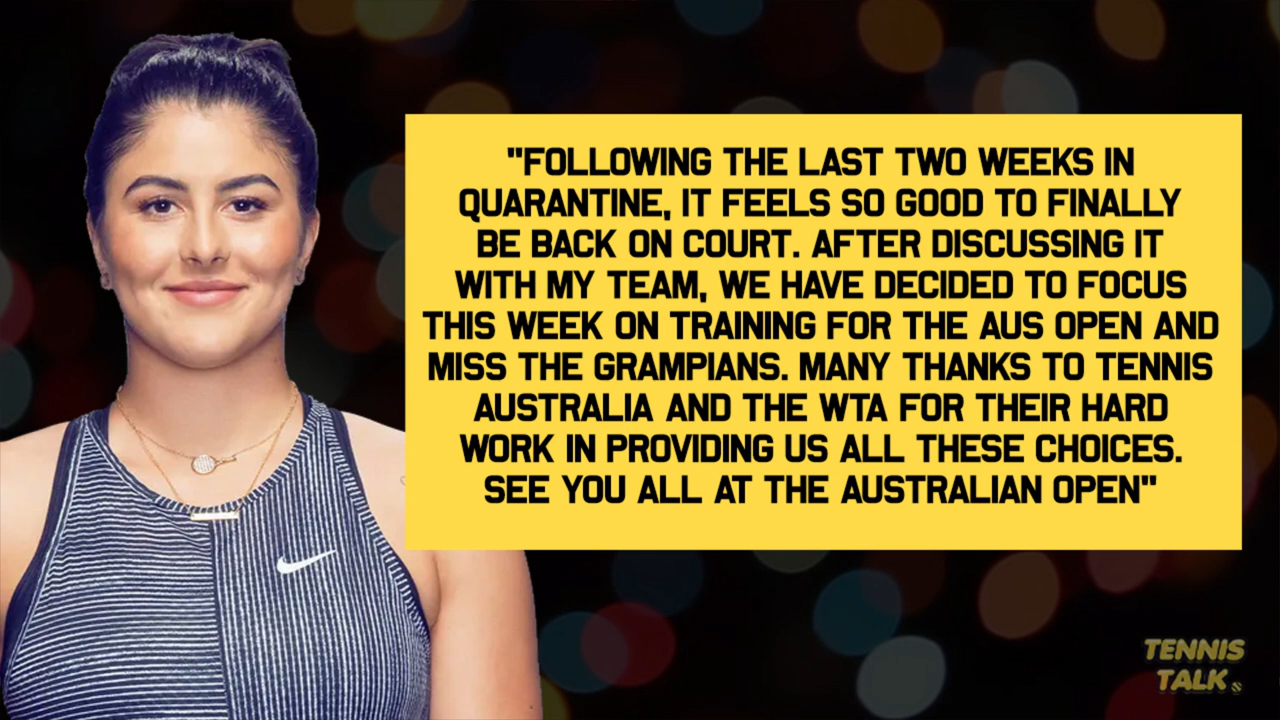 "FOLLOWING THE LAST TWO WEEKS IN
QUARANTINE, IT FEELS SO GOOD TO FINALLY
BE BACK ON COURT. AFTER DISCUSSING IT
WITH MY TEAM, WE HAVE DECIDED TO FOCUS
THIS WEEK ON TRAINING FOR THE AUS OPEN AND
MISS THE GRAMPIANS. MANY THANKS TO TENNIS
AUSTRALIA AND THE WTA FOR THEIR HARD
WORK IN PROVIDING US ALL THESE CHOICES.
SEE YOU ALL AT THE AUSTRALIAN OPEN"
TENNIS
TALK